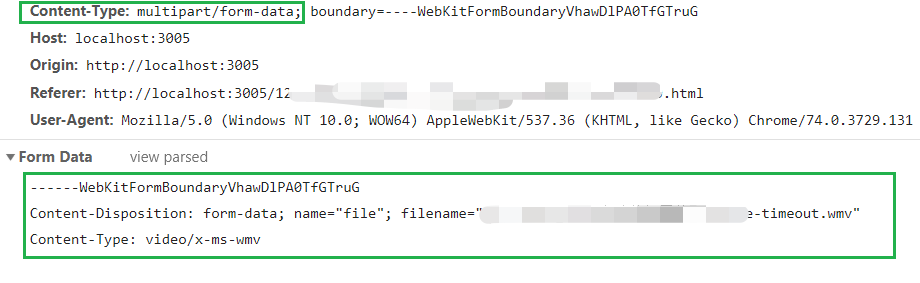 Content-Type: multipart/form-data; boundary=----WebKitFormBoundaryVhawDlPA0TfGTruG
Host: localhost:3005
Origin: http://localhost:3005
Referer: http://localhost:3005/12 .html
User-Agent: Mozilla/5.0 (Windows NT 10.0; WOW64) AppleWebKit/537.36 (KHTML, like Gecko) Chrome/74.0.3729.131
Form Data view parsed
------WebKitFormBoundaryVhawDlPA0TfGTruG
Content-Disposition: form-data; name="file"; filename=" e-timeout.wmv"
Content-Type: video/x-ms-wmv